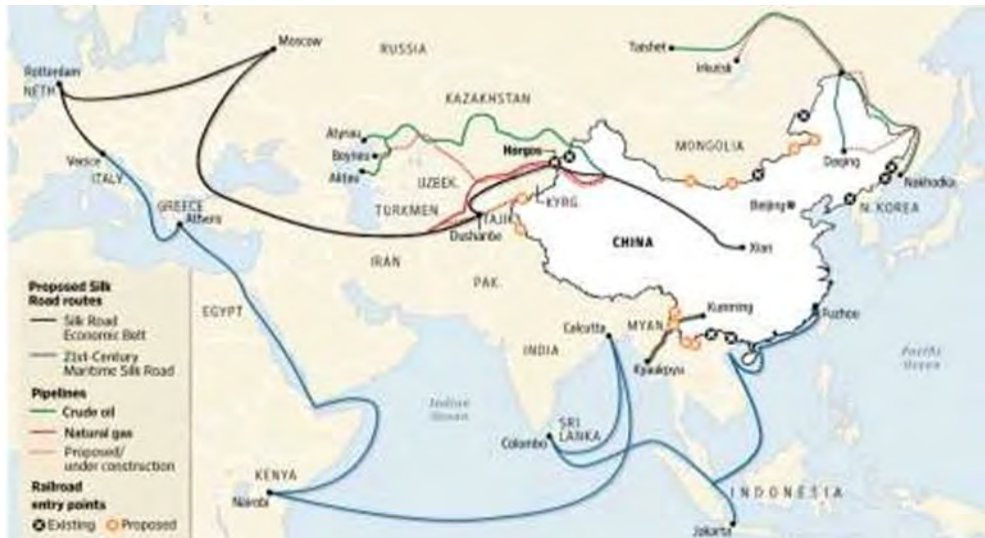 Moscow
RUSSIA
Taishet
Irkutsk
Rotterdam
NETH.
KAZAKHSTAN
Atyrau
Beyneu
Aktau
Horgos
MONGOLIA
Daqing
Nakhodka
Venice
ITALY
UZBEK.
KYRG
TURKMEN
TAJIK
Dushanbe
Beijing
N. KOREA
GREECE
Athens
CHINA
Xian
IRAN
PAK.
EGYPT
Calcutta
MYAN
Kunming
Fuzhou
INDIA
Kyaukpyu
Pacific
Ocean
Indian
Ocean
SRI
LANKA
Colombo
KENYA
Nairobi
INDONESIA
Jakarta
Proposed Silk
Road routes
Silk Road
Economic Belt
21st-Century
Maritime Silk Road
Pipelines
Crude oil
Natural gas
Proposed/
under construction
Railroad
entry points
Existing Proposed